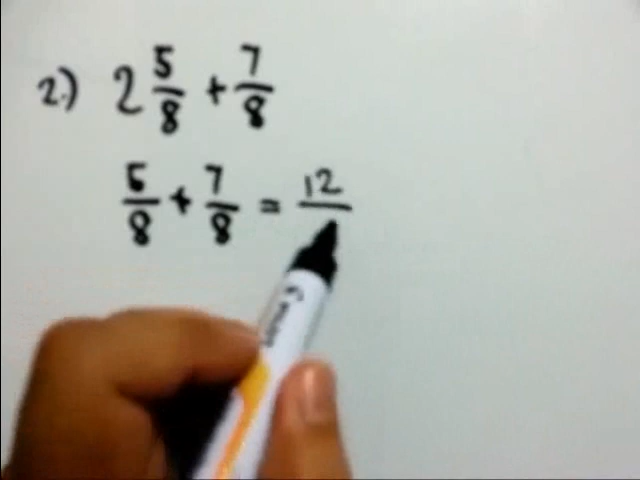 2.) 2 5/8 + 7/8
5/8 + 7/8 = 12/